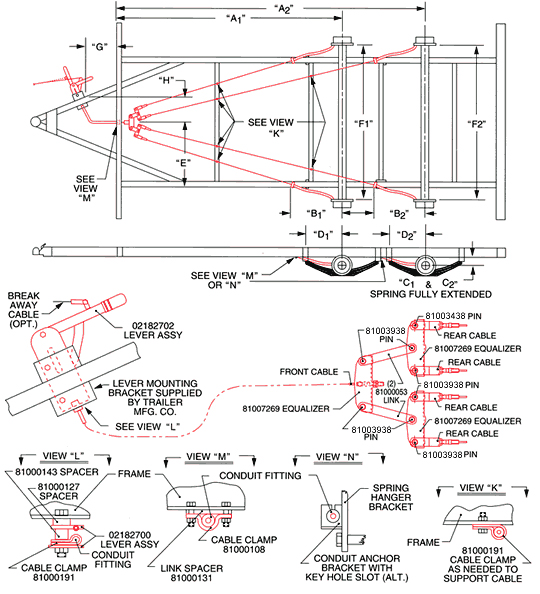 “A2”
“A1”
“G”
“H”
SEE VIEW
“K”
“F1”
“F2”
“E”
SEE
VIEW
“M”
“B1”
“B2”
“D1”
“D2”
SEE VIEW “M”
OR “N”
“C1 & C2”
SPRING FULLY EXTENDED
BREAK
AWAY
CABLE
(OPT.)
02182702
LEVER ASSY
LEVER MOUNTING
BRACKET SUPPLIED
BY TRAILER
MFG. CO.
SEE VIEW “L”
81003438 PIN
REAR CABLE
81003938
PIN
81007269 EQUALIZER
REAR CABLE
FRONT CABLE
(2)
81000053
LINK
81003938 PIN
REAR CABLE
81007269 EQUALIZER
81007269 EQUALIZER
81003938
PIN
REAR CABLE
VIEW “L”
81000143 SPACER
81000127
SPACER
FRAME
02182700
LEVER ASSY
CONDUIT
FITTING
CABLE CLAMP
81000191
VIEW “M”
CONDUIT FITTING
CABLE CLAMP
81000108
LINK SPACER
81000131
VIEW “N”
SPRING
HANGER
BRACKET
CONDUIT ANCHOR
BRACKET WITH
KEY HOLE SLOT (ALT.)
VIEW “K”
FRAME
81000191
CABLE CLAMP
AS NEEDED TO
SUPPORT CABLE